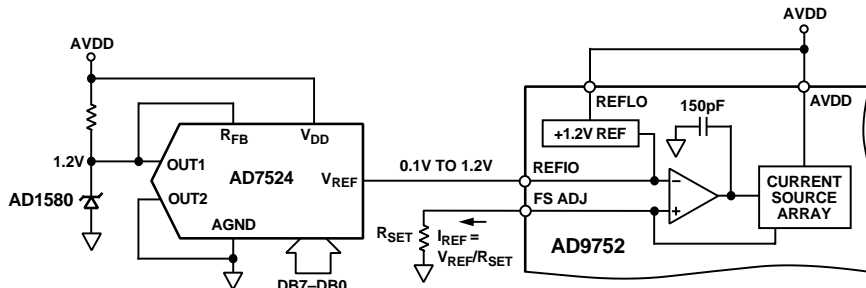 AVDD
AVDD
1.2V
AD1580
OUT1
OUT2
RFB
VDD
AD7524
VREF
AGND
DB7–DB0
0.1V TO 1.2V
RSET
IREF =
VREF/RSET
REFLO
+1.2V REF
REFIO
FS ADJ
150pF
AVDD
–
+
CURRENT
SOURCE
ARRAY
AD9752